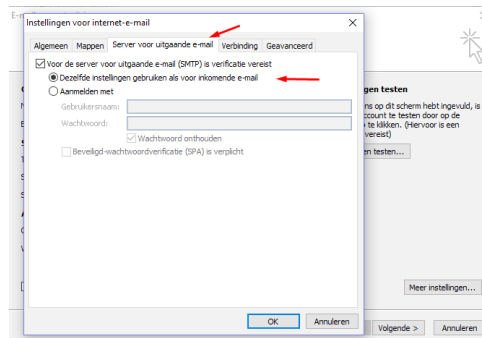 Instellingen voor internet-e-mail
Algemeen Mappen Server voor uitgaande e-mail Verbinding Geavanceerd
Voor de server voor uitgaande e-mail (SMTP) is verificatie vereist
Dezelfde instellingen gebruiken als voor inkomende e-mail
Aanmelden met
Gebruikersnaam:
Wachtwoord:
Wachtwoord onthouden
Beveiligd-wachtwoordverificatie (SPA) is verplicht
OK Annuleren
gen testen
ns op dit scherm hebt ingevuld, is
ccount te testen door op de
te klikken. (Hiervoor is een
vereist)
en testen...
Meer instellingen...
Volgende > Annuleren